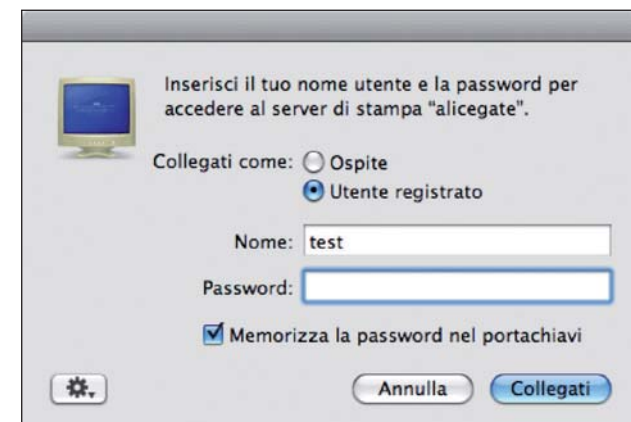 Inserisci il tuo nome utente e la password per
accedere al server di stampa “alicegate”.
Collegati come: Ospite
Utente registrato
Nome: test
Password:
Memorizza la password nel portachiavi
Annulla Collegati